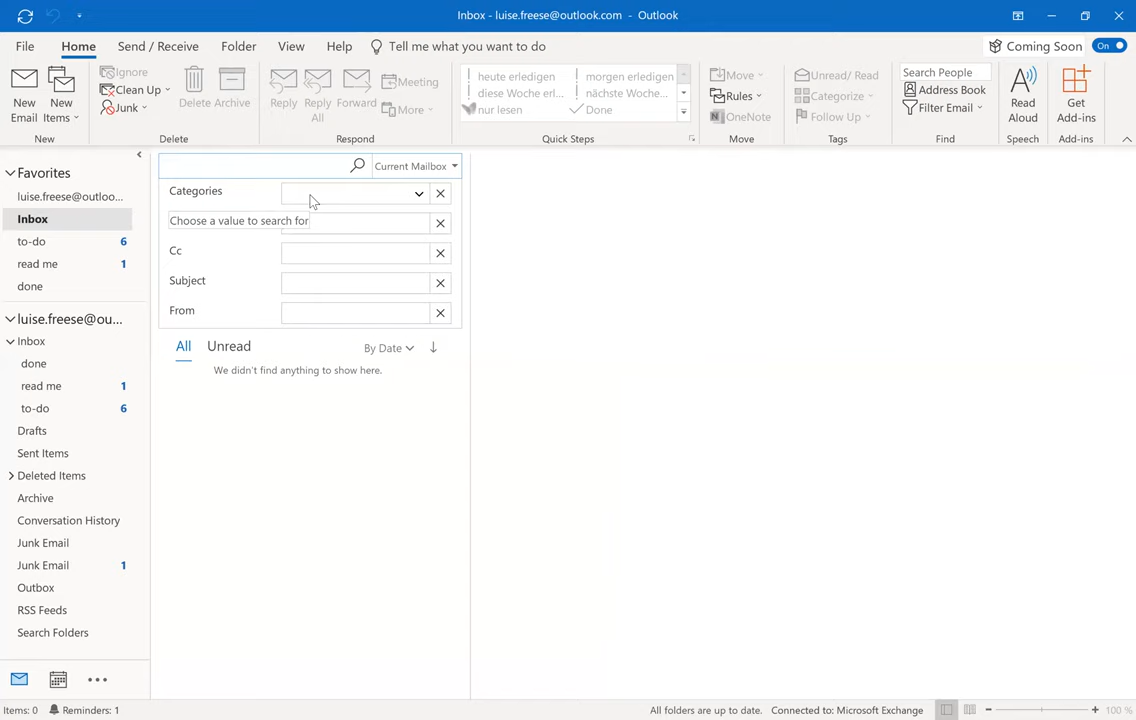 Inbox - luise.freese@outlook.com - Outlook
File Home Send / Receive Folder View Help Tell me what you want to do
Coming Soon On
New Email
New Items
Ignore
Clean Up
Junk
Delete Archive
Reply Reply All Forward
Meeting
More
heute erledigen morgen erledigen
diese Woche erl... nächste Woche...
nur lesen Done
Move
Rules
OneNote
Unread/ Read
Categorize
Follow Up
Search People
Address Book
Filter Email
Read Aloud
Get Add-ins
New Delete Respond Quick Steps Move Tags Find Speech Add-ins
Favorites
luise.freese@outloo...
Inbox
to-do 6
read me 1
done
luise.freese@ou...
Inbox
done
read me 1
to-do 6
Drafts
Sent Items
Deleted Items
Archive
Conversation History
Junk Email
Junk Email 1
Outbox
RSS Feeds
Search Folders
Current Mailbox
Categories
Choose a value to search for
Cc
Subject
From
All Unread By Date
We didn't find anything to show here.
Items: 0 Reminders: 1 All folders are up to date. Connected to: Microsoft Exchange 100 %